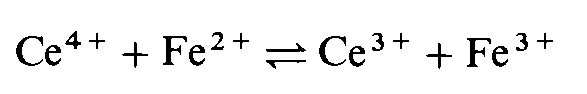 Ce⁴⁺ + Fe²⁺ ⇌ Ce³⁺ + Fe³⁺